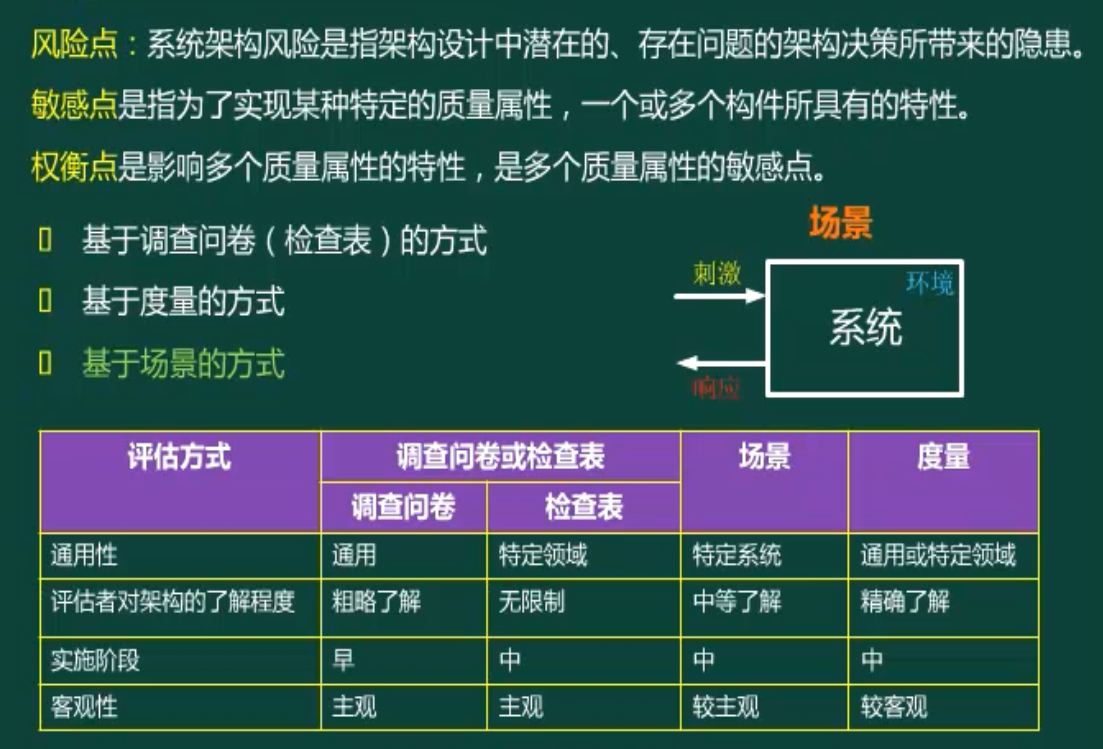 风险点：系统架构风险是指架构设计中潜在的、存在问题的架构决策所带来的隐患。
敏感点是指为了实现某种特定的质量属性，一个或多个构件所具有的特性。
权衡点是影响多个质量属性的特性，是多个质量属性的敏感点。
基于调查问卷（检查表）的方式
基于度量的方式
基于场景的方式
场景
刺激
环境
系统
响应
评估方式 调查问卷或检查表 场景 度量
调查问卷 检查表
通用性 通用 特定领域 特定系统 通用或特定领域
评估者对架构的了解程度 粗略了解 无限制 中等了解 精确了解
实施阶段 早 中 中 中
客观性 主观 主观 较主观 较客观